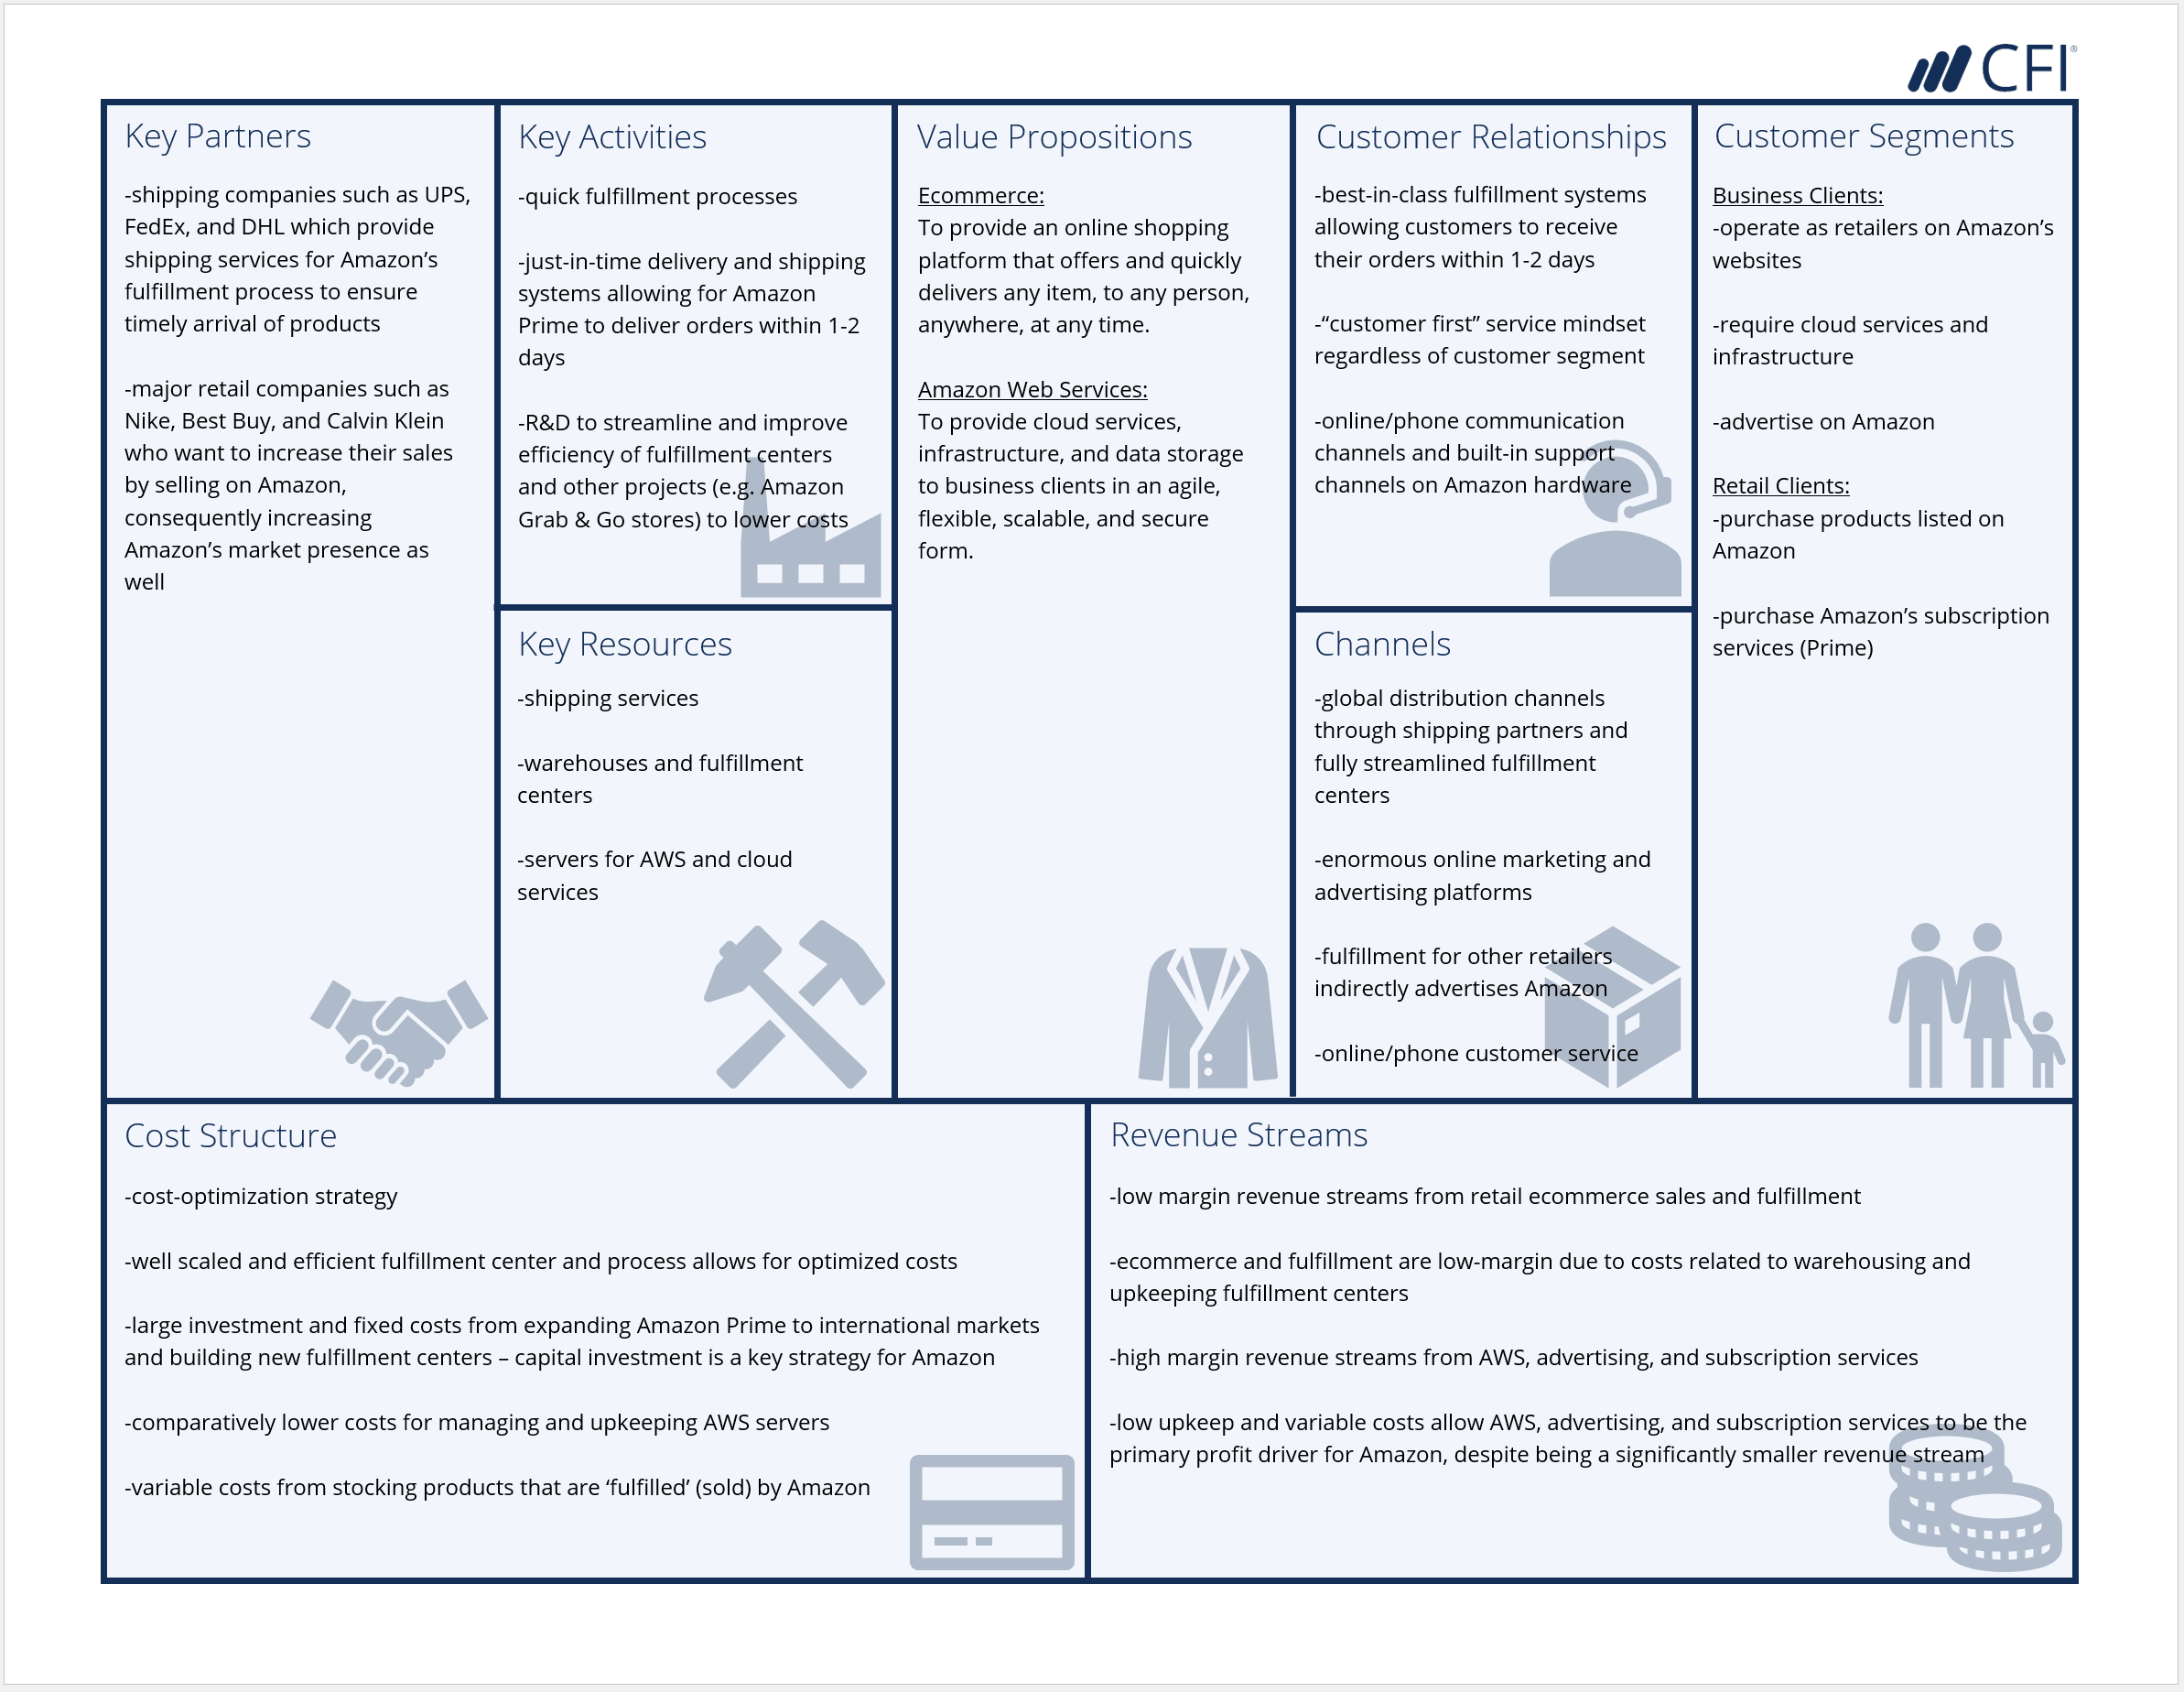 CFI®
Key Partners
-shipping companies such as UPS,
FedEx, and DHL which provide
shipping services for Amazon’s
fulfillment process to ensure
timely arrival of products
-major retail companies such as
Nike, Best Buy, and Calvin Klein
who want to increase their sales
by selling on Amazon,
consequently increasing
Amazon’s market presence as
well
Key Activities
-quick fulfillment processes
-just-in-time delivery and shipping
systems allowing for Amazon
Prime to deliver orders within 1-2
days
-R&D to streamline and improve
efficiency of fulfillment centers
and other projects (e.g. Amazon
Grab & Go stores) to lower costs
Key Resources
-shipping services
-warehouses and fulfillment
centers
-servers for AWS and cloud
services
Value Propositions
Ecommerce:
To provide an online shopping
platform that offers and quickly
delivers any item, to any person,
anywhere, at any time.
Amazon Web Services:
To provide cloud services,
infrastructure, and data storage
to business clients in an agile,
flexible, scalable, and secure
form.
Customer Relationships
-best-in-class fulfillment systems
allowing customers to receive
their orders within 1-2 days
-“customer first” service mindset
regardless of customer segment
-online/phone communication
channels and built-in support
channels on Amazon hardware
Channels
-global distribution channels
through shipping partners and
fully streamlined fulfillment
centers
-enormous online marketing and
advertising platforms
-fulfillment for other retailers
indirectly advertises Amazon
-online/phone customer service
Customer Segments
Business Clients:
-operate as retailers on Amazon’s
websites
-require cloud services and
infrastructure
-advertise on Amazon
Retail Clients:
-purchase products listed on
Amazon
-purchase Amazon’s subscription
services (Prime)
Cost Structure
-cost-optimization strategy
-well scaled and efficient fulfillment center and process allows for optimized costs
-large investment and fixed costs from expanding Amazon Prime to international markets
and building new fulfillment centers – capital investment is a key strategy for Amazon
-comparatively lower costs for managing and upkeeping AWS servers
-variable costs from stocking products that are ‘fulfilled’ (sold) by Amazon
Revenue Streams
-low margin revenue streams from retail ecommerce sales and fulfillment
-ecommerce and fulfillment are low-margin due to costs related to warehousing and
upkeeping fulfillment centers
-high margin revenue streams from AWS, advertising, and subscription services
-low upkeep and variable costs allow AWS, advertising, and subscription services to be the
primary profit driver for Amazon, despite being a significantly smaller revenue stream